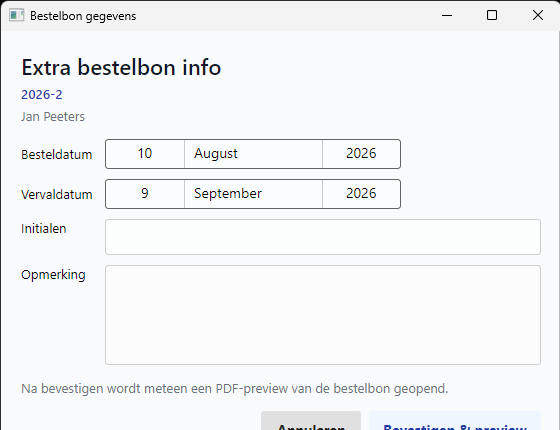 Bestelbon gegevens
Extra bestelbon info
2026-2
Jan Peeters
Besteldatum 10 August 2026
Vervaldatum 9 September 2026
Initialen
Opmerking
Na bevestigen wordt meteen een PDF-preview van de bestelbon geopend.
Annuleren Bevestigen & preview